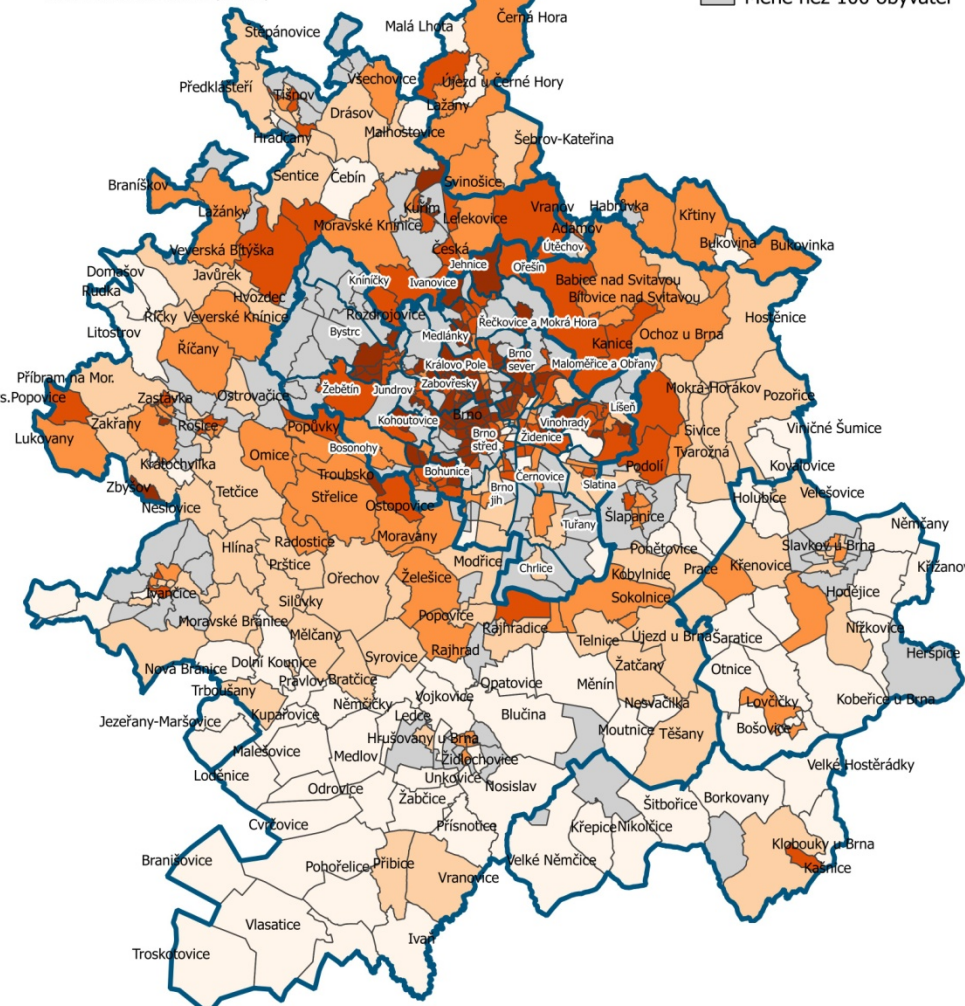 Méně než 100 obyvatel
Černá Hora
Malá Lhota
Štěpánovice
Předklášteří
Tišnov
Všechovice
Újezd u Černé Hory
Lažany
Drásov
Malhostovice
Hradčany
Šebrov-Kateřina
Sentice
Čebín
Svinošice
Braníškov
Lažánky
Kuřim
Lelekovice
Vranov
Habrůvka
Křtiny
Adamov
Moravské Knínice
Veverská Bítýška
Česká
Útěchov
Bukovina
Bukovinka
Jehnice
Ořešín
Domašov
Javůrek
Kníničky
Ivanovice
Babice nad Svitavou
Rudka
Hvozdec
Bílovice nad Svitavou
Litostrov
Říčky
Veverské Knínice
Rozdrojovice
Řečkovice a Mokrá Hora
Hostěnice
Bystrc
Medlánky
Ochoz u Brna
Říčany
Kanice
Brno
sever
Královo Pole
Maloměřice a Obřany
Příbram na Mor.
Žabovřesky
Žebětín
Jundrov
Mokrá-Horákov
Pozořice
s.Popovice
Zastávka
Ostrovačice
Brno
Líšeň
Zakřany
Rosice
Popůvky
Kohoutovice
Vinohrady
Sivice
Viničné Šumice
Lukovany
Omice
Bosonohy
Brno
střed
Židenice
Tvarožná
Kratochvilka
Troubsko
Bohunice
Černovice
Podolí
Kovalovice
Zbýšov
Tetčice
Střelice
Brno
jih
Slatina
Holubice
Velešovice
Neslovice
Ostopovice
Tuřany
Šlapanice
Němčany
Radostice
Moravany
Ponětovice
Slavkov u Brna
Hlína
Modřice
Chrlice
Prace
Křenovice
Křižanov
Prštice
Ořechov
Želešice
Kobylnice
Ivančice
Silůvky
Sokolnice
Hodějice
Moravské Bránice
Popovice
Rajhradice
Nížkovice
Mělčany
Telnice
Újezd u Brna
Šaratice
Rajhrad
Nová Bránice
Dolní Kounice
Syrovice
Žatčany
Otnice
Heršpice
Pravlov
Bratčice
Opatovice
Měnín
Trboušany
Němčičky
Vojkovice
Nesvačilka
Lovčičky
Kobeřice u Brna
Jezeřany-Maršovice
Kupařovice
Ledce
Blučina
Moutnice
Těšany
Bošovice
Malešovice
Medlov
Hrušovany u Brna
Židlochovice
Velké Hostěrádky
Loděnice
Unkovice
Nosislav
Odrovice
Žabčice
Šitbořice
Borkovany
Cvrčovice
Přísnotice
Křepice
Nikolčice
Klobouky u Brna
Branišovice
Pohořelice
Přibice
Velké Němčice
Kašnice
Vranovice
Vlasatice
Ivaň
Troskotovice